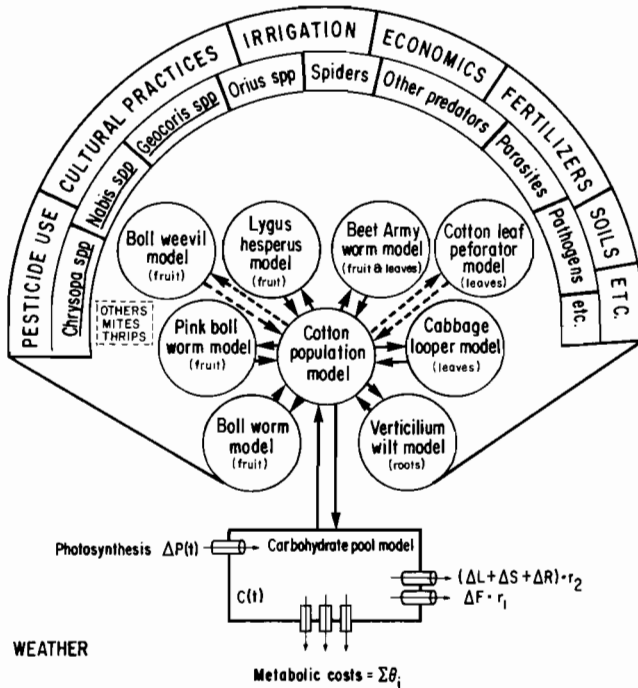 PESTICIDE USE
CULTURAL PRACTICES
IRRIGATION
ECONOMICS
FERTILIZERS
SOILS
ETC.
Chrysopa spp
Nabis spp
Geocoris spp
Orius spp
Spiders
Other predators
Parasites
Pathogens
etc.
OTHERS
MITES
THRIPS
Boll weevil
model
(fruit)
Lygus
hesperus
model
(fruit)
Beet Army
worm model
(fruit & leaves)
Cotton leaf
peforator
model
(leaves)
Pink boll
worm model
(fruit)
Cotton
population
model
Cabbage
looper model
(leaves)
Boll worm
model
(fruit)
Verticilium
wilt model
(roots)
Photosynthesis ΔP(t)
Carbohydrate pool model
C(t)
(ΔL+ΔS+ΔR)•r₂
ΔF•r₁
WEATHER
Metabolic costs = Σθᵢ